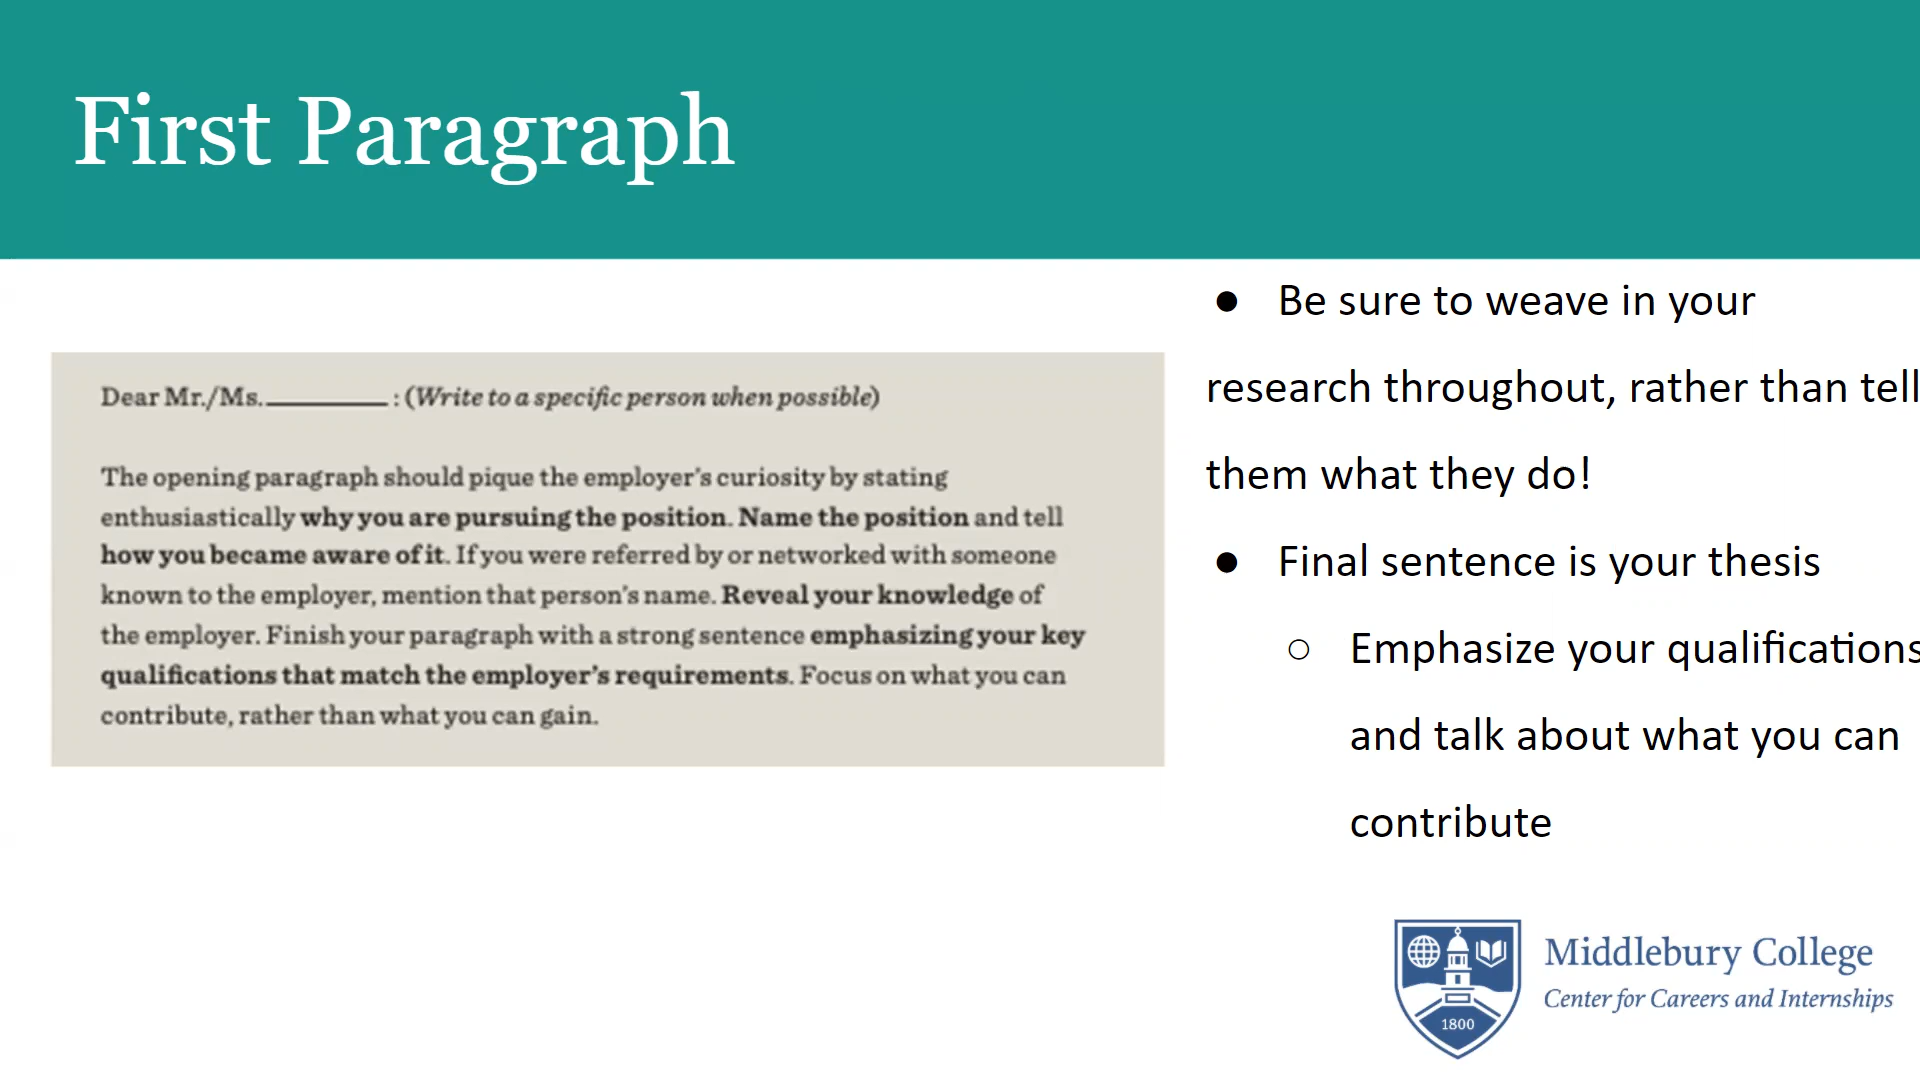 First Paragraph
Dear Mr./Ms.__________ : (Write to a specific person when possible)
The opening paragraph should pique the employer's curiosity by stating
enthusiastically why you are pursuing the position. Name the position and tell
how you became aware of it. If you were referred by or networked with someone
known to the employer, mention that person's name. Reveal your knowledge of
the employer. Finish your paragraph with a strong sentence emphasizing your key
qualifications that match the employer's requirements. Focus on what you can
contribute, rather than what you can gain.
● Be sure to weave in your
research throughout, rather than tell
them what they do!
● Final sentence is your thesis
○ Emphasize your qualifications
and talk about what you can
contribute
1800
Middlebury College
Center for Careers and Internships